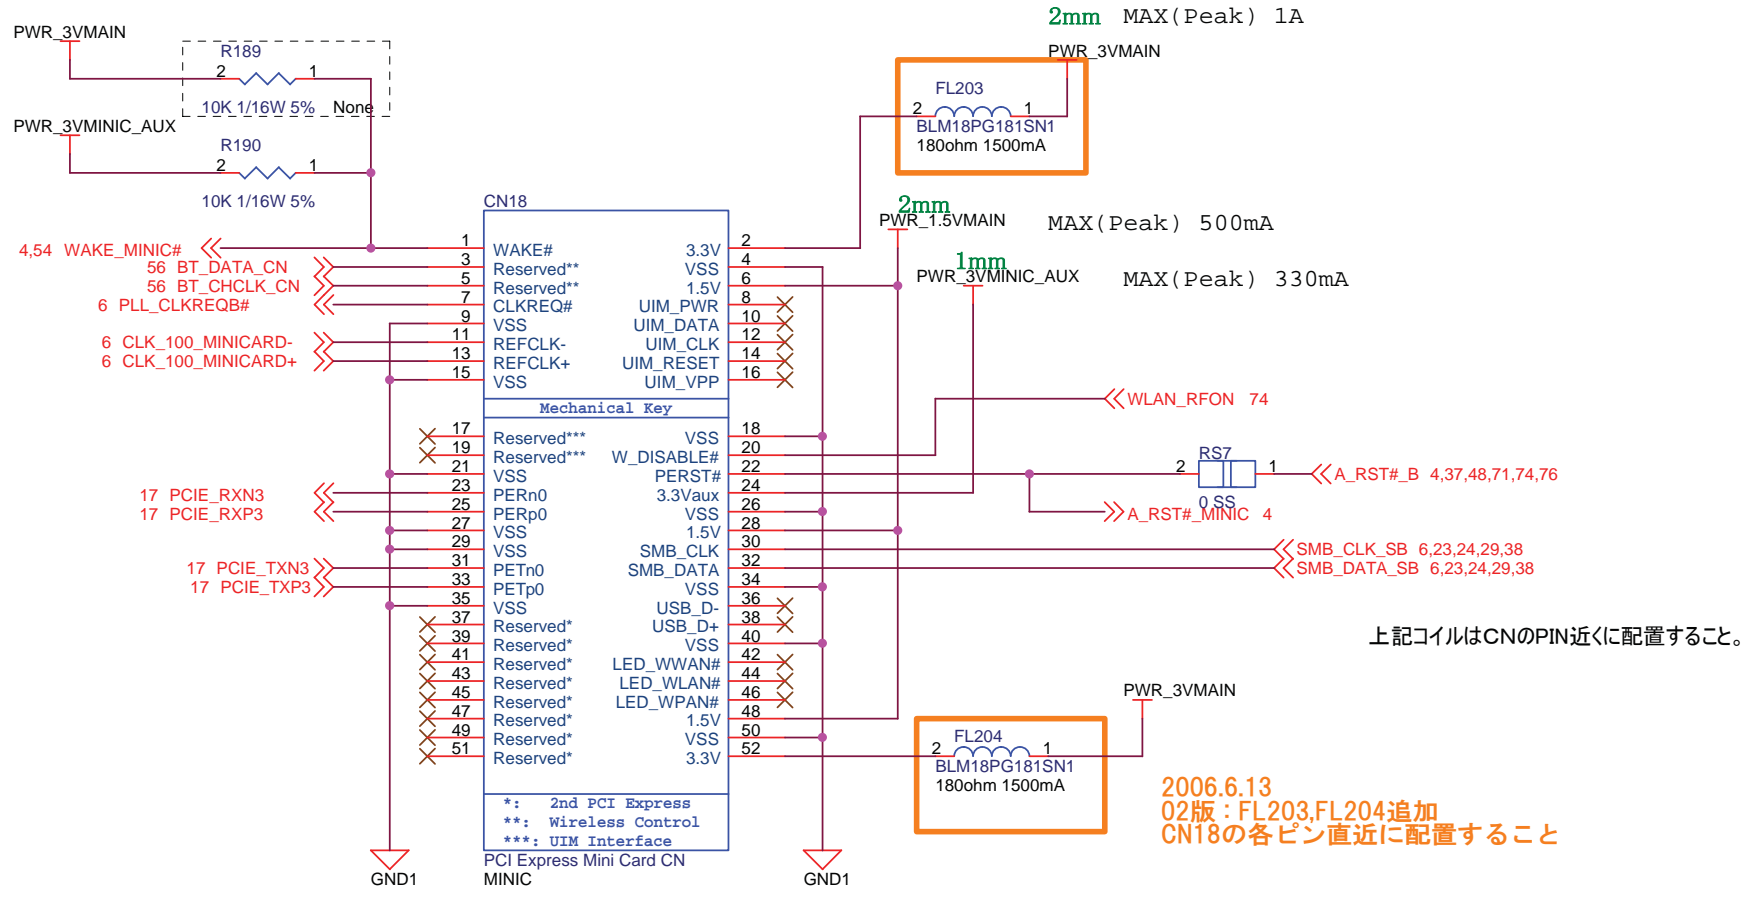 2mm MAX(Peak) 1A
PWR_3VMAIN
PWR_3VMAIN
R189
2 1
10K 1/16W 5% None
FL203
2 1
BLM18PG181SN1
180ohm 1500mA
PWR_3VMINIC_AUX
R190
2 1
10K 1/16W 5%
2mm
PWR_1.5VMAIN MAX(Peak) 500mA
1mm
PWR_3VMINIC_AUX MAX(Peak) 330mA
CN18
4,54 WAKE_MINIC# 1 WAKE# 3.3V 2
56 BT_DATA_CN 3 Reserved** VSS 4
56 BT_CHCLK_CN 5 Reserved** 1.5V 6
6 PLL_CLKREQB# 7 CLKREQ# UIM_PWR 8
9 VSS UIM_DATA 10
6 CLK_100_MINICARD- 11 REFCLK- UIM_CLK 12
6 CLK_100_MINICARD+ 13 REFCLK+ UIM_RESET 14
15 VSS UIM_VPP 16
Mechanical Key
WLAN_RFON 74
17 Reserved*** VSS 18
19 Reserved*** W_DISABLE# 20
21 VSS PERST# 22
RS7
2 1
0 SS
A_RST#_B 4,37,48,71,74,76
17 PCIE_RXN3 23 PERn0 3.3Vaux 24
17 PCIE_RXP3 25 PERp0 VSS 26
A_RST#_MINIC 4
27 VSS 1.5V 28
29 VSS SMB_CLK 30 SMB_CLK_SB 6,23,24,29,38
17 PCIE_TXN3 31 PETn0 SMB_DATA 32 SMB_DATA_SB 6,23,24,29,38
17 PCIE_TXP3 33 PETp0 VSS 34
35 VSS USB_D- 36
37 Reserved* USB_D+ 38
39 Reserved* VSS 40
41 Reserved* LED_WWAN# 42
43 Reserved* LED_WLAN# 44
45 Reserved* LED_WPAN# 46
47 Reserved* 1.5V 48
49 Reserved* VSS 50
51 Reserved* 3.3V 52
上記コイルはCNのPIN近くに配置すること。
PWR_3VMAIN
FL204
2 1
BLM18PG181SN1
180ohm 1500mA
2006.6.13
02版：FL203,FL204追加
CN18の各ピン直近に配置すること
*: 2nd PCI Express
**: Wireless Control
***: UIM Interface
PCI Express Mini Card CN
MINIC
GND1
GND1